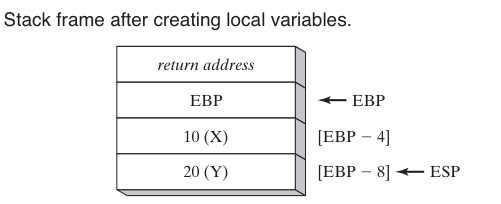 Stack frame after creating local variables.
return address
EBP ← EBP
10 (X) [EBP − 4]
20 (Y) [EBP − 8] ← ESP